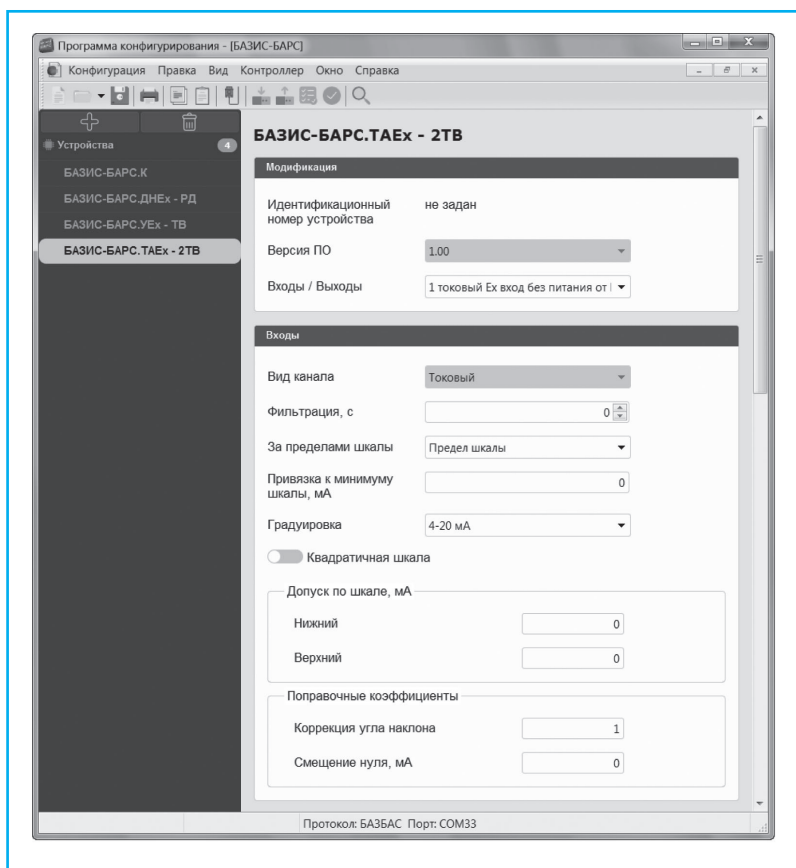 Программа конфигурирования - [БАЗИС-БАРС]
Конфигурация Правка Вид Контроллер Окно Справка
Устройства 4
БАЗИС-БАРС.К
БАЗИС-БАРС.ДНЕх - РД
БАЗИС-БАРС.УЕх - ТВ
БАЗИС-БАРС.ТАЕх - 2ТВ
БАЗИС-БАРС.ТАЕх - 2ТВ
Модификация
Идентификационный номер устройства не задан
Версия ПО 1.00
Входы / Выходы 1 токовый Ех вход без питания от
Входы
Вид канала Токовый
Фильтрация, с 0
За пределами шкалы Предел шкалы
Привязка к минимуму шкалы, мА 0
Градуировка 4-20 мА
Квадратичная шкала
Допуск по шкале, мА
Нижний 0
Верхний 0
Поправочные коэффициенты
Коррекция угла наклона 1
Смещение нуля, мА 0
Протокол: БАЗБАС Порт: COM33